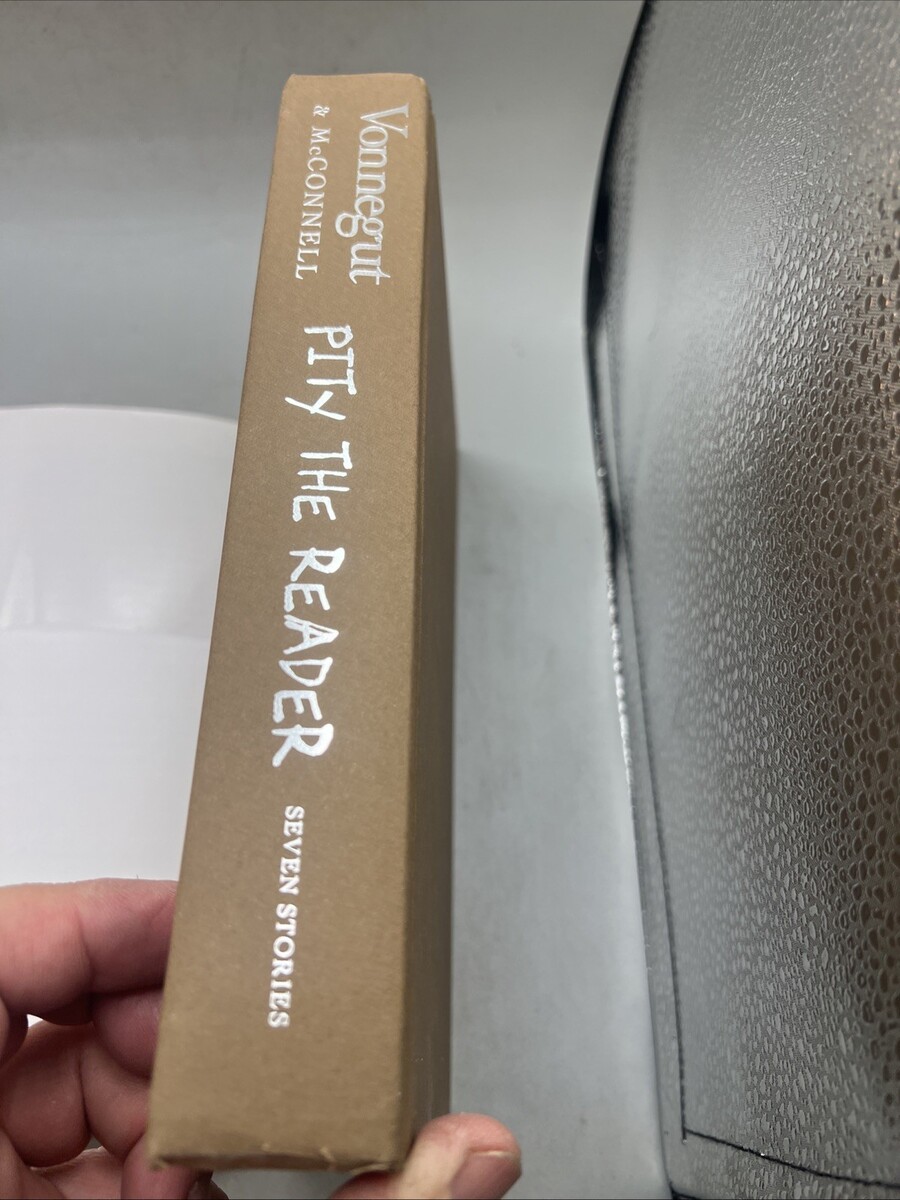 Vonnegut
& McCONNELL
PITY THE READER
SEVEN STORIES